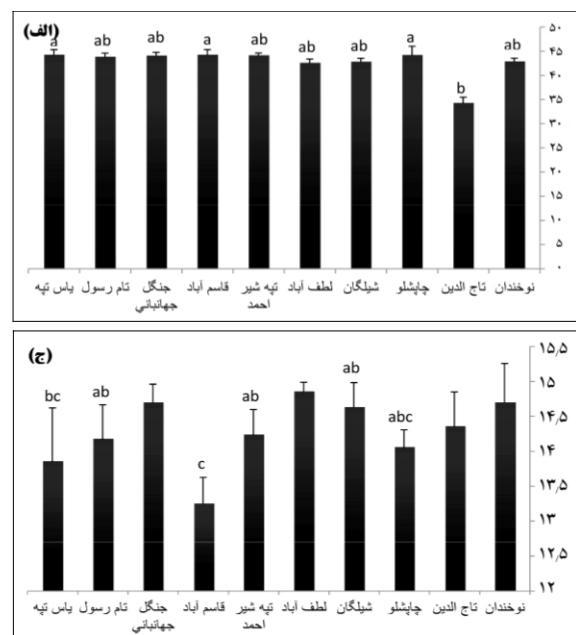 (الف)
a ab ab a ab ab ab a b ab
۵۰
۴۵
۴۰
۳۵
۳۰
۲۵
۲۰
۱۵
۱۰
۵
۰
نوخندان
تاج الدین
چاپشلو
شیلگان
لطف آباد
تپه شیر
احمد
قاسم آباد
جنگل
جهانبانی
تام رسول
یاس تپه
(ج)
bc ab c ab ab abc
۱۵,۵
۱۵
۱۴,۵
۱۴
۱۳,۵
۱۳
۱۲,۵
۱۲
نوخندان
تاج الدین
چاپشلو
شیلگان
لطف آباد
تپه شیر
احمد
قاسم آباد
جنگل
جهانبانی
تام رسول
یاس تپه